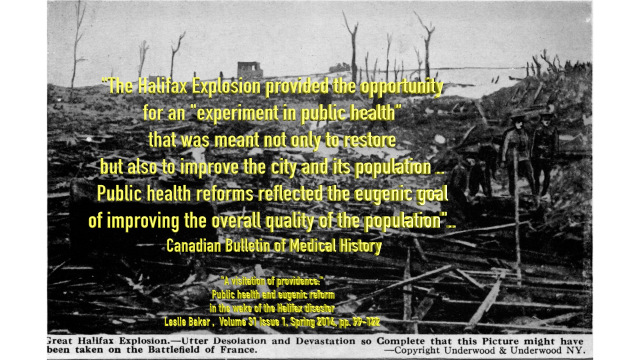 "The Halifax Explosion provided the opportunity
for an "experiment in public health"
that was meant not only to restore
but also to improve the city and its population ..
Public health reforms reflected the eugenic goal
of improving the overall quality of the population"..
Canadian Bulletin of Medical History
"A visitation of providence:"
Public health and eugenic reform
in the wake of the Halifax disaster
Leslie Baker , Volume 31 Issue 1, Spring 2014, pp.
Great Halifax Explosion.—Utter Desolation and Devastation so Complete that this Picture might have
been taken on the Battlefield of France. —Copyright Underwood & Underwood NY.